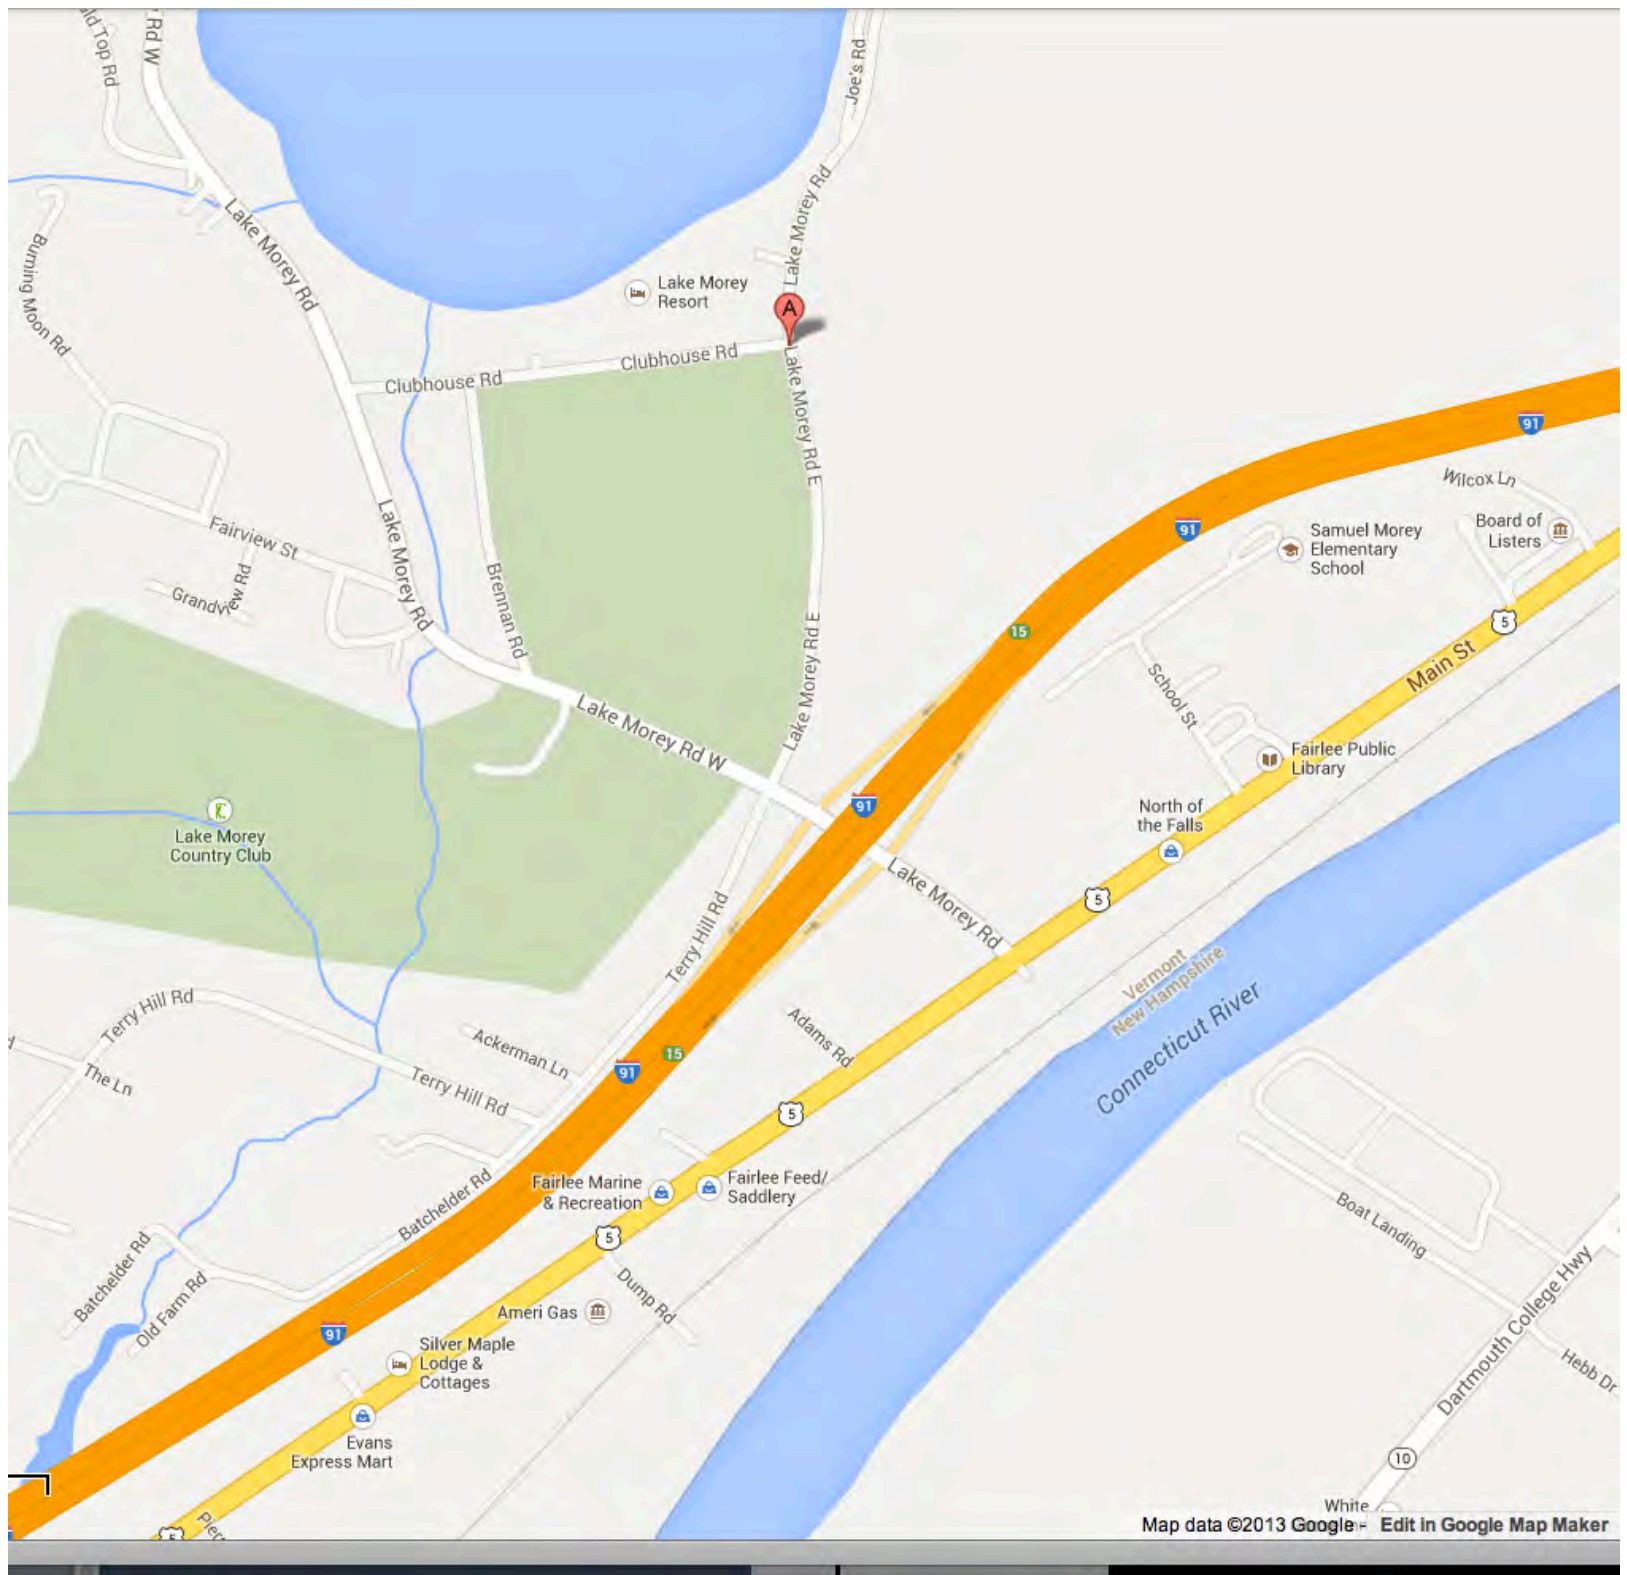 Rd W
ld Top Rd
Joe's Rd
Lake Morey Rd
Lake Morey Rd
Burning Moon Rd
Lake Morey
Resort
A
Clubhouse Rd
Clubhouse Rd
Lake Morey Rd E
91
Wilcox Ln
Board of
Listers
91
Samuel Morey
Elementary
School
Fairview St
Lake Morey Rd
Grandview Rd
Brennan Rd
Lake Morey Rd E
15
5
Main St
School St
Lake Morey Rd W
Fairlee Public
Library
91
North of
the Falls
Lake Morey
Country Club
Lake Morey Rd
5
Terry Hill Rd
Vermont
New Hampshire
Connecticut River
Terry Hill Rd
Adams Rd
Ackerman Ln
15
91
The Ln
Terry Hill Rd
5
Fairlee Marine
& Recreation
Fairlee Feed/
Saddlery
Batchelder Rd
5
Boat Landing
Batchelder Rd
Old Farm Rd
Dump Rd
Ameri Gas
91
Silver Maple
Lodge &
Cottages
Dartmouth College Hwy
Hebb Dr
Evans
Express Mart
10
White
5
Map data ©2013 Google - Edit in Google Map Maker